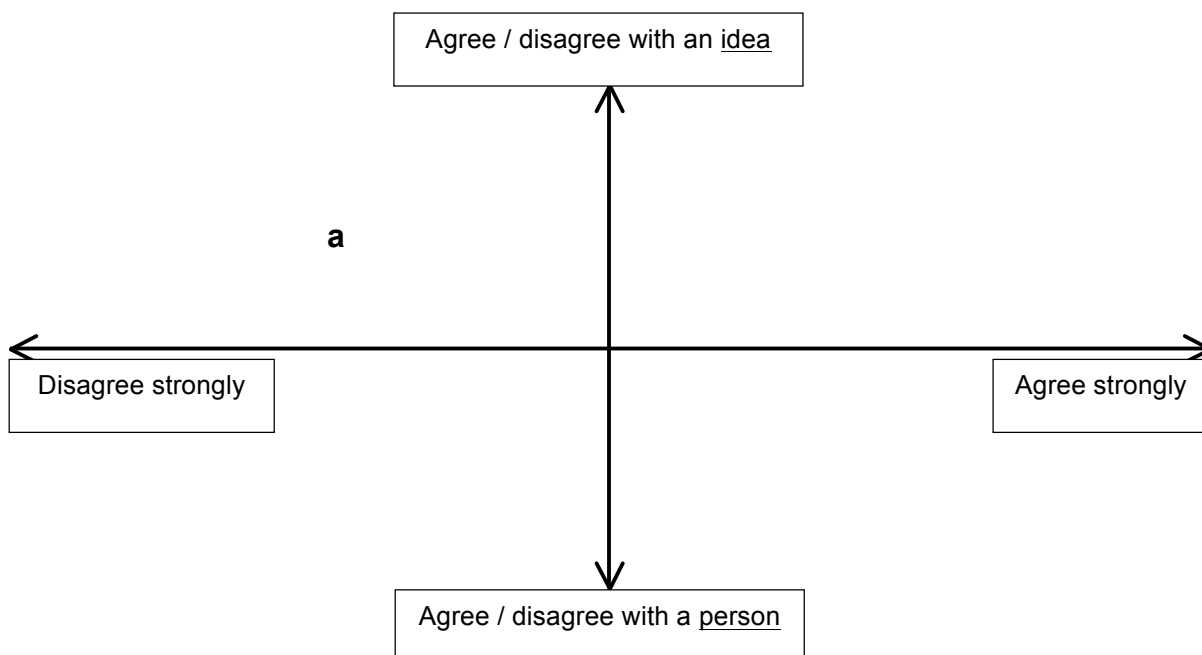 Agree / disagree with an idea
a
Disagree strongly
Agree strongly
Agree / disagree with a person